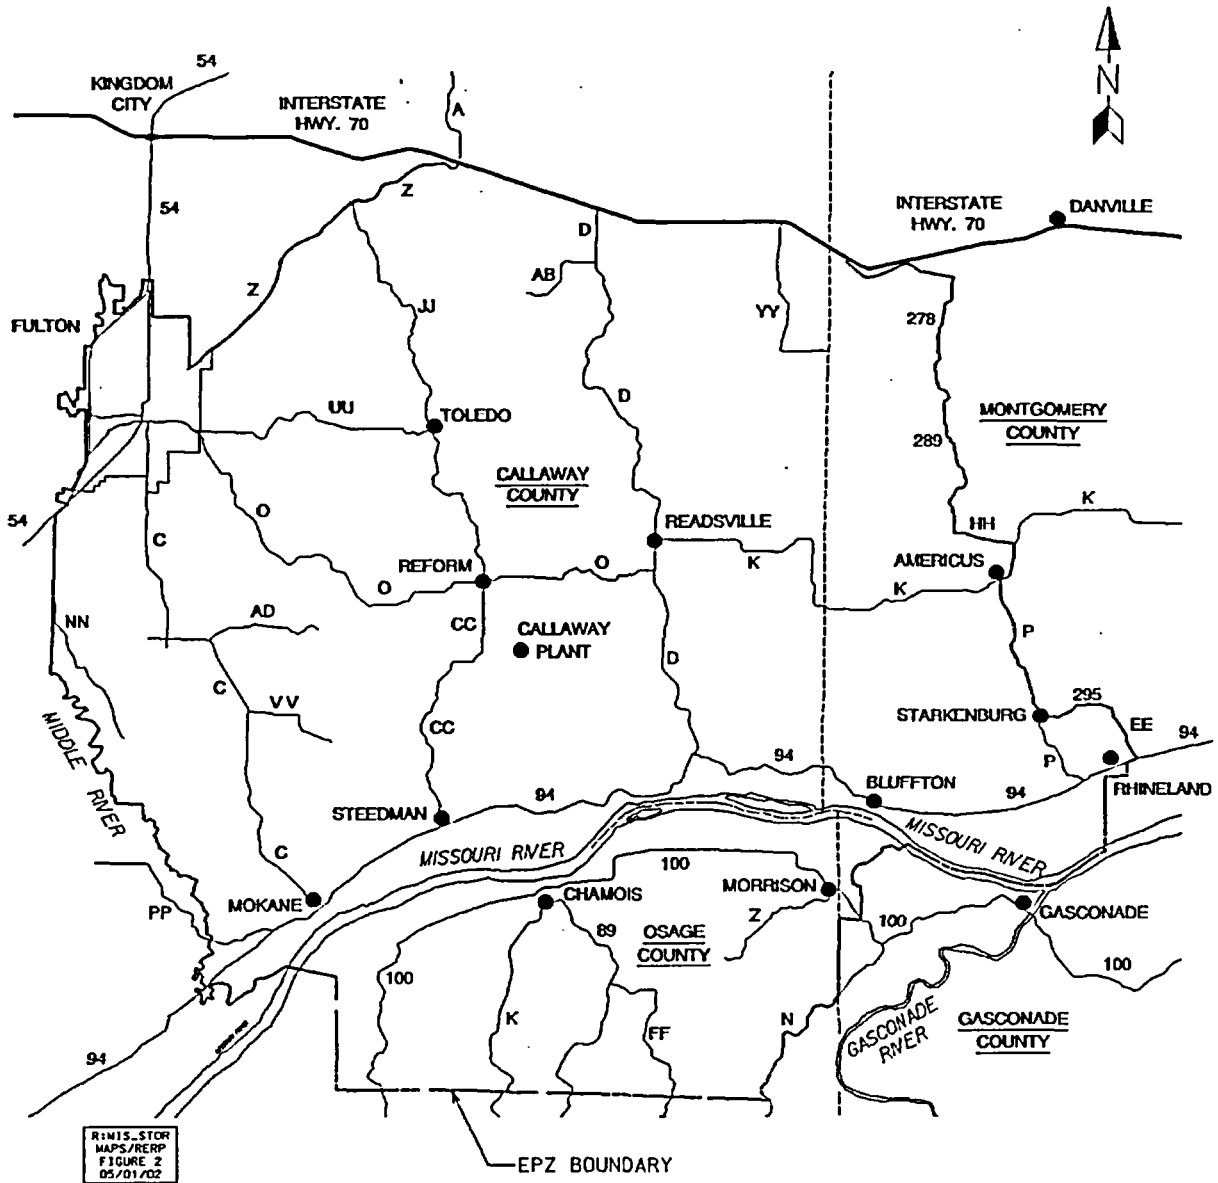 54
KINGDOM
CITY
INTERSTATE
HWY. 70
A
N
Z
54
D
INTERSTATE
HWY. 70
DANVILLE
AB
Z
JJ
YY
278
FULTON
UU
TOLEDO
D
MONTGOMERY
COUNTY
289
CALLAWAY
COUNTY
K
54
O
C
READSVILLE
HH
REFORM
O
O
K
AMERICUS
K
NN
AD
CC
CALLAWAY
PLANT
P
D
C
VV
CC
295
STARKENBURG
EE
94
MIDDLE
RIVER
94
P
BLUFFTON
94
RHINELAND
94
STEEDMAN
MISSOURI RIVER
MISSOURI RIVER
C
100
PP
MOKANE
CHAMOIS
MORRISON
Z
GASCONADE
89
OSAGE
COUNTY
100
100
100
K
FF
N
GASCONADE
RIVER
GASCONADE
COUNTY
94
R:MIS_STOR
MAPS/RERP
FIGURE 2
05/01/02
EPZ BOUNDARY